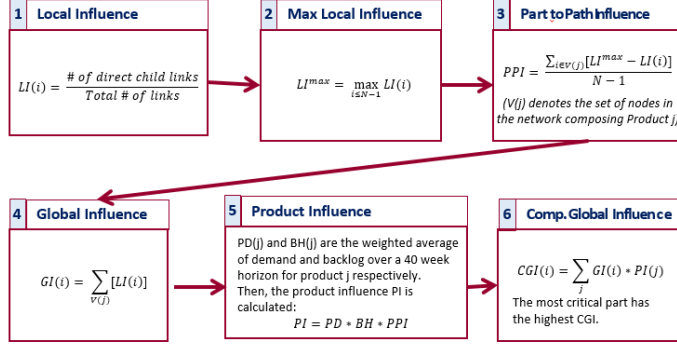 1 Local Influence
LI(i) = # of direct child links / Total # of links
2 Max Local Influence
LI^max = max_{i≤N−1} LI(i)
3 Part to Path Influence
PPI = ∑_{iεv(j)}[LI^max − LI(i)] / N − 1
(V(j) denotes the set of nodes in
the network composing Product j)
4 Global Influence
GI(i) = ∑_{V(j)} [LI(i)]
5 Product Influence
PD(j) and BH(j) are the weighted average
of demand and backlog over a 40 week
horizon for product j respectively.
Then, the product influence PI is
calculated:
PI = PD * BH * PPI
6 Comp. Global Influence
CGI(i) = ∑_j GI(i) * PI(j)
The most critical part has
the highest CGI.